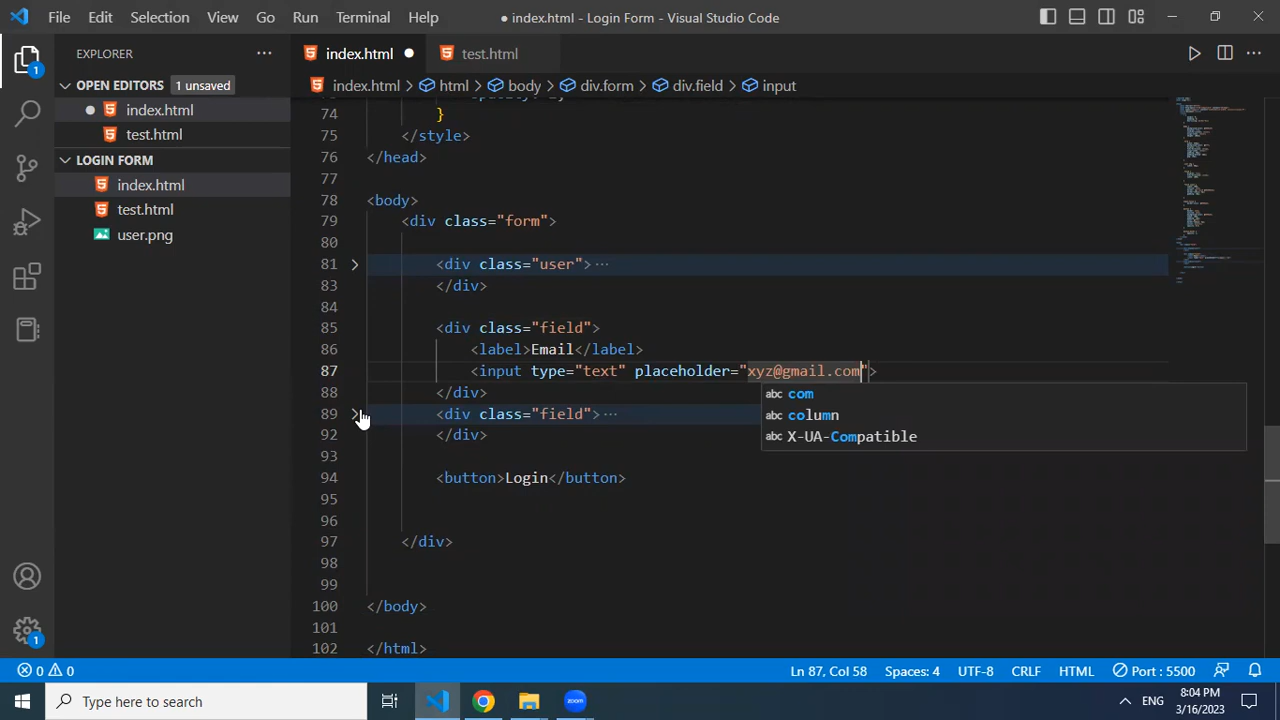 File Edit Selection View Go Run Terminal Help ● index.html - Login Form - Visual Studio Code
EXPLORER ···
index.html ● test.html
OPEN EDITORS 1 unsaved
● index.html
test.html
LOGIN FORM
index.html
test.html
user.png
index.html > html > body > div.form > div.field > input
74 }
75 </style>
76 </head>
77
78 <body>
79 <div class="form">
80
81 <div class="user"> ···
83 </div>
84
85 <div class="field">
86 <label>Email</label>
87 <input type="text" placeholder="xyz@gmail.com">
88 </div>
89 <div class="field"> ···
92 </div>
93
94 <button>Login</button>
95
96
97 </div>
98
99
100 </body>
101
102 </html>
abc com
abc column
abc X-UA-Compatible
1
1
0 0 Ln 87, Col 58 Spaces: 4 UTF-8 CRLF HTML Port : 5500
Type here to search
zoom
ENG
8:04 PM
3/16/2023